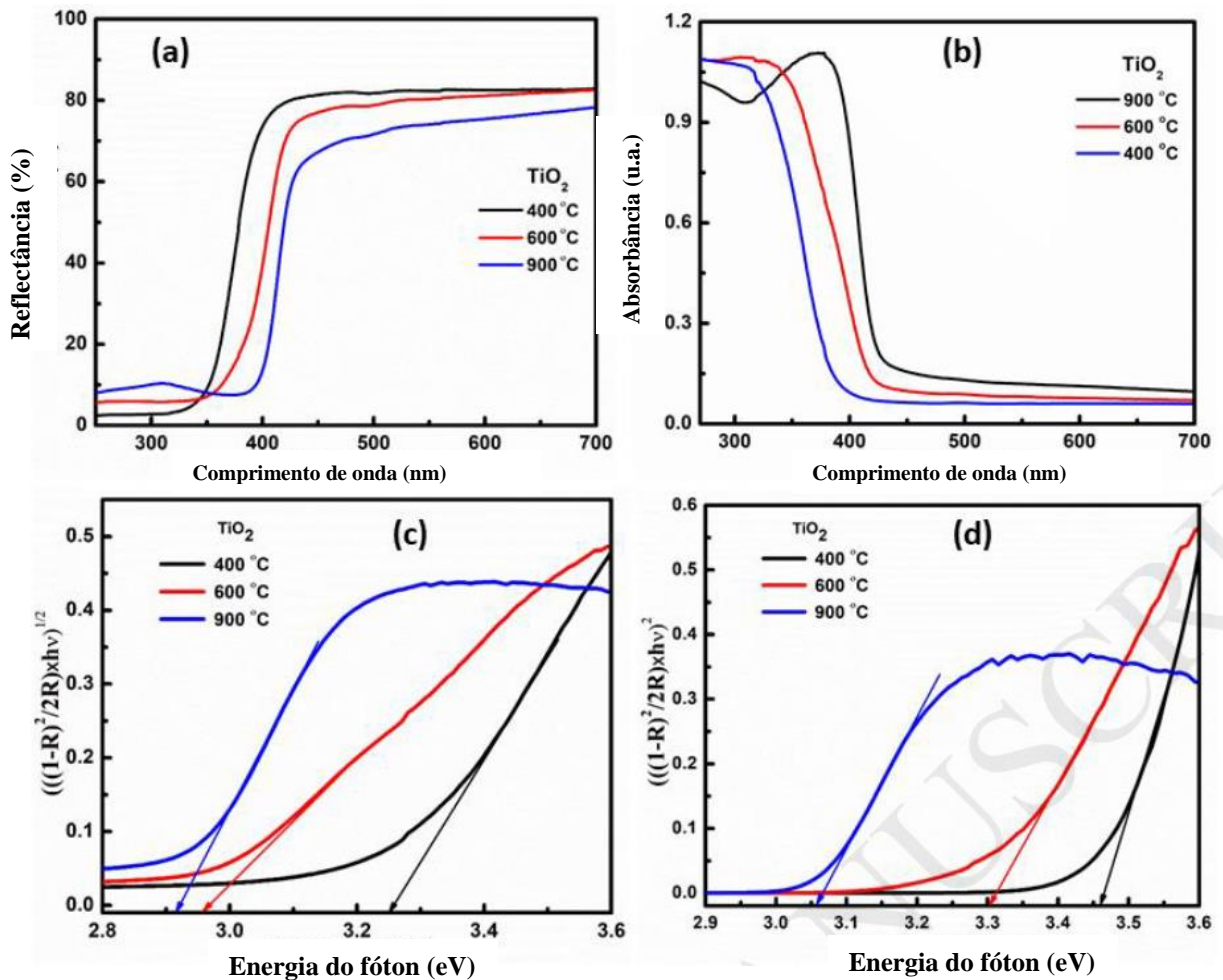 (a)
Reflectância (%)
100
80
60
40
20
0
TiO2
400 °C
600 °C
900 °C
300 400 500 600 700
Comprimento de onda (nm)
(b)
Absorbância (u.a.)
1.2
0.9
0.6
0.3
0.0
TiO2
900 °C
600 °C
400 °C
300 400 500 600 700
Comprimento de onda (nm)
(c)
(((1-R)²/2R)xhν)^1/2
0.5
0.4
0.3
0.2
0.1
0.0
TiO2
400 °C
600 °C
900 °C
2.8 3.0 3.2 3.4 3.6
Energia do fóton (eV)
(d)
(((1-R)²/2R)xhν)²
0.6
0.5
0.4
0.3
0.2
0.1
0.0
TiO2
400 °C
600 °C
900 °C
2.9 3.0 3.1 3.2 3.3 3.4 3.5 3.6
Energia do fóton (eV)
NUSCRI